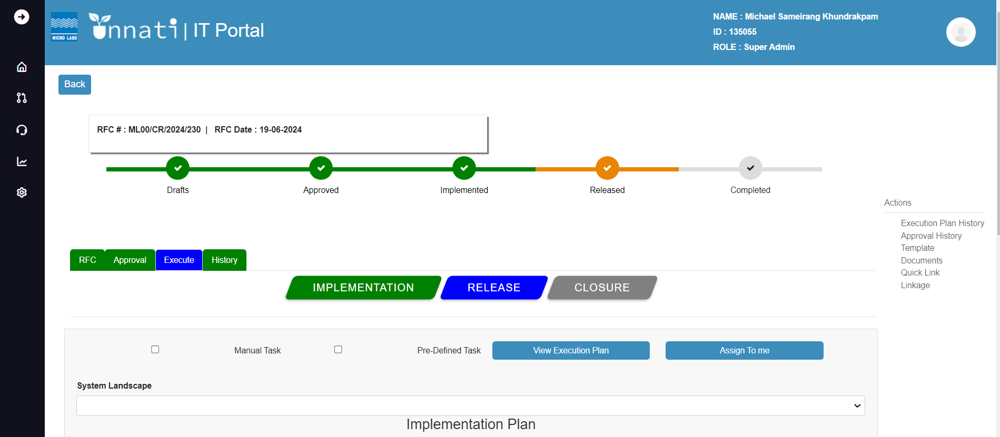 MICRO LABS
Unnati | IT Portal
NAME : Michael Sameirang Khundrakpam
ID : 135055
ROLE : Super Admin
Back
RFC # : ML00/CR/2024/230 | RFC Date : 19-06-2024
Drafts
Approved
Implemented
Released
Completed
Actions
Execution Plan History
Approval History
Template
Documents
Quick Link
Linkage
RFC
Approval
Execute
History
IMPLEMENTATION
RELEASE
CLOSURE
Manual Task
Pre-Defined Task
View Execution Plan
Assign To me
System Landscape
Implementation Plan